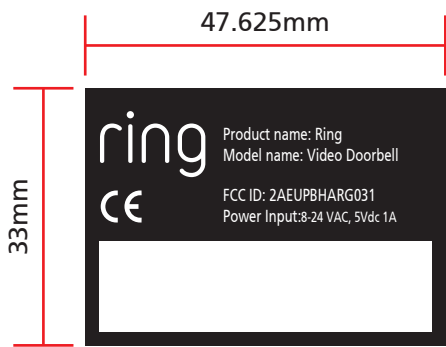 47.625mm
33mm
ring
Product name: Ring
Model name: Video Doorbell
CE
FCC ID: 2AEUPBHARG031
Power Input:8-24 VAC, 5Vdc 1A